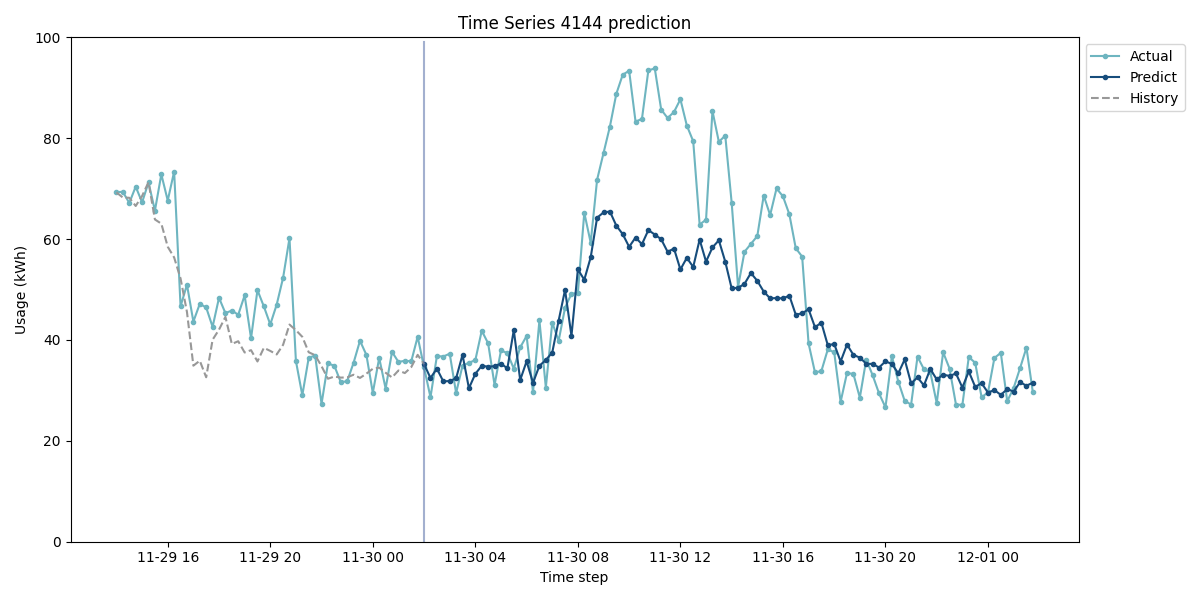 Time Series 4144 prediction
100
80
60
40
20
0
Usage (kWh)
11-29 16
11-29 20
11-30 00
11-30 04
11-30 08
11-30 12
11-30 16
11-30 20
12-01 00
Time step
Actual
Predict
History